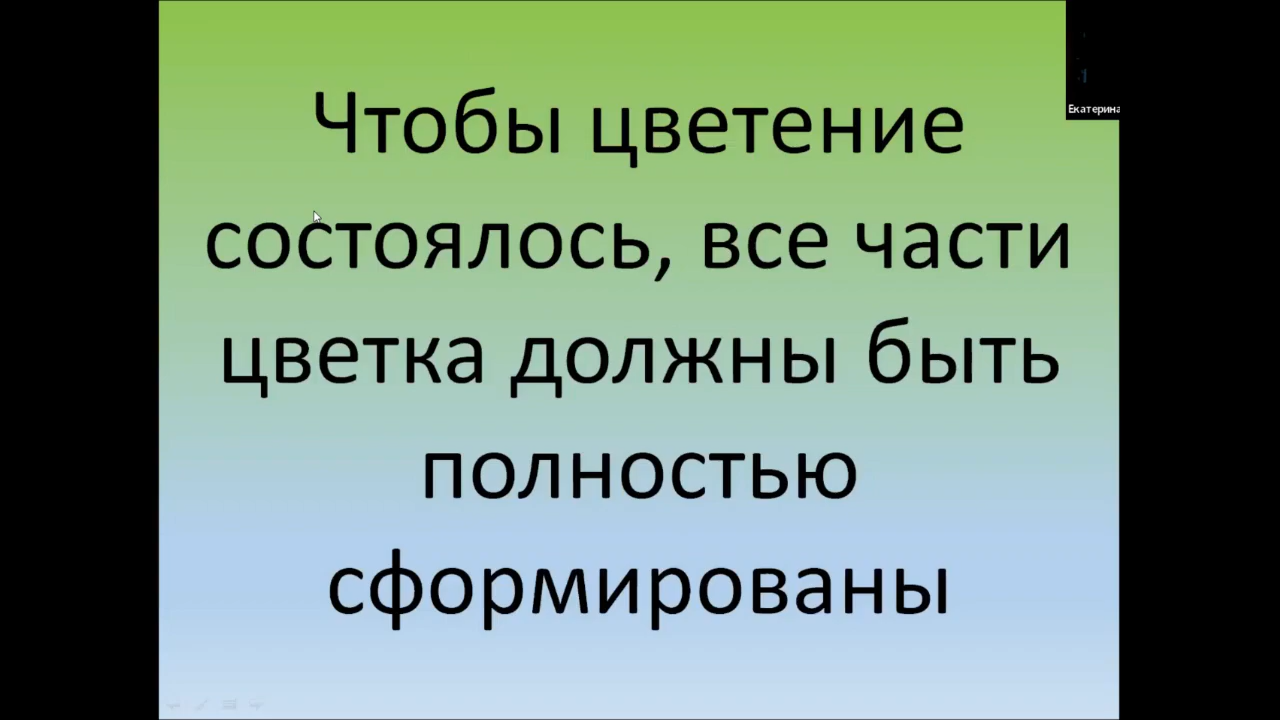 Чтобы цветение
состоялось, все части
цветка должны быть
полностью
сформированы
Екатерина